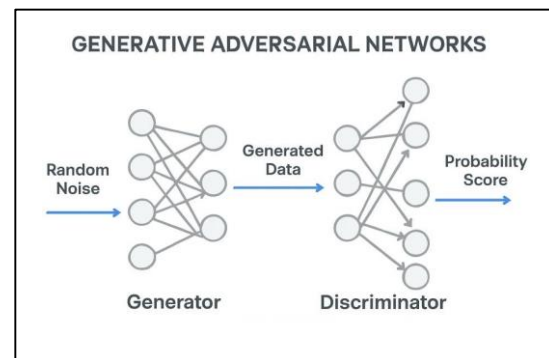 GENERATIVE ADVERSARIAL NETWORKS
Random
Noise
Generated
Data
Probability
Score
Generator
Discriminator